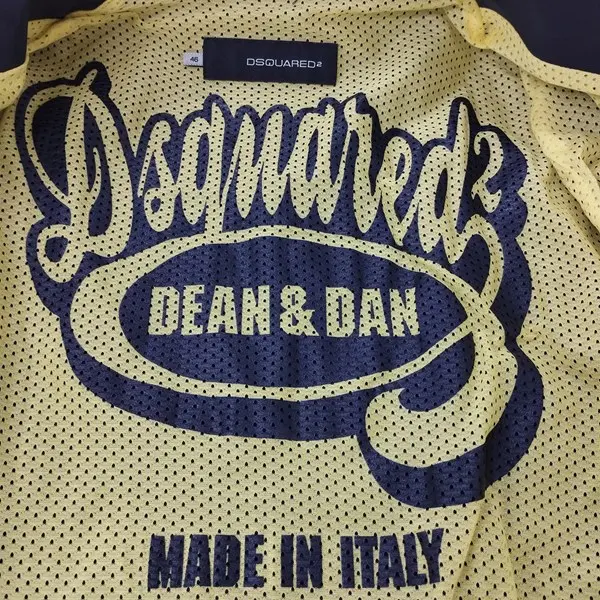 46
DSQUARED2
Dsquared2
DEAN & DAN
MADE IN ITALY